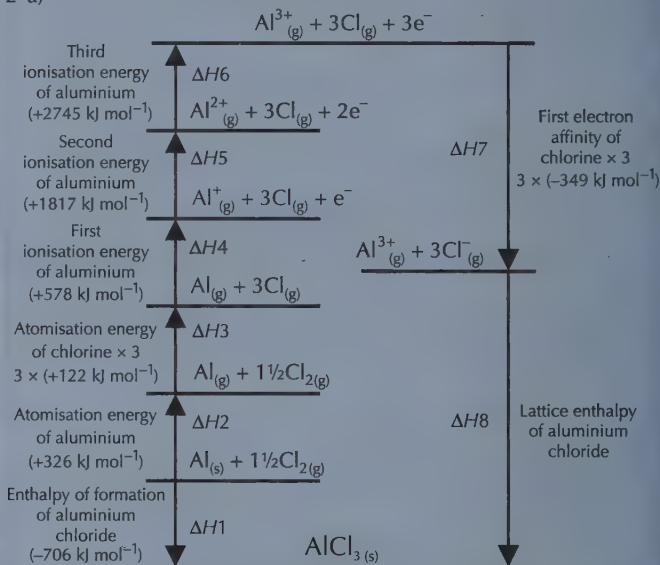 2 a)
Al³⁺(g) + 3Cl(g) + 3e⁻
Third
ionisation energy
of aluminium
(+2745 kJ mol⁻¹)
ΔH6
Al²⁺(g) + 3Cl(g) + 2e⁻
Second
ionisation energy
of aluminium
(+1817 kJ mol⁻¹)
ΔH5
Al⁺(g) + 3Cl(g) + e⁻
First
ionisation energy
of aluminium
(+578 kJ mol⁻¹)
ΔH4
Al(g) + 3Cl(g)
Atomisation energy
of chlorine × 3
3 × (+122 kJ mol⁻¹)
ΔH3
Al(g) + 1½Cl₂(g)
Atomisation energy
of aluminium
(+326 kJ mol⁻¹)
ΔH2
Al(s) + 1½Cl₂(g)
Enthalpy of formation
of aluminium
chloride
(−706 kJ mol⁻¹)
ΔH1
AlCl₃ (s)
ΔH7
First electron
affinity of
chlorine × 3
3 × (−349 kJ mol⁻¹)
Al³⁺(g) + 3Cl⁻(g)
ΔH8
Lattice enthalpy
of aluminium
chloride